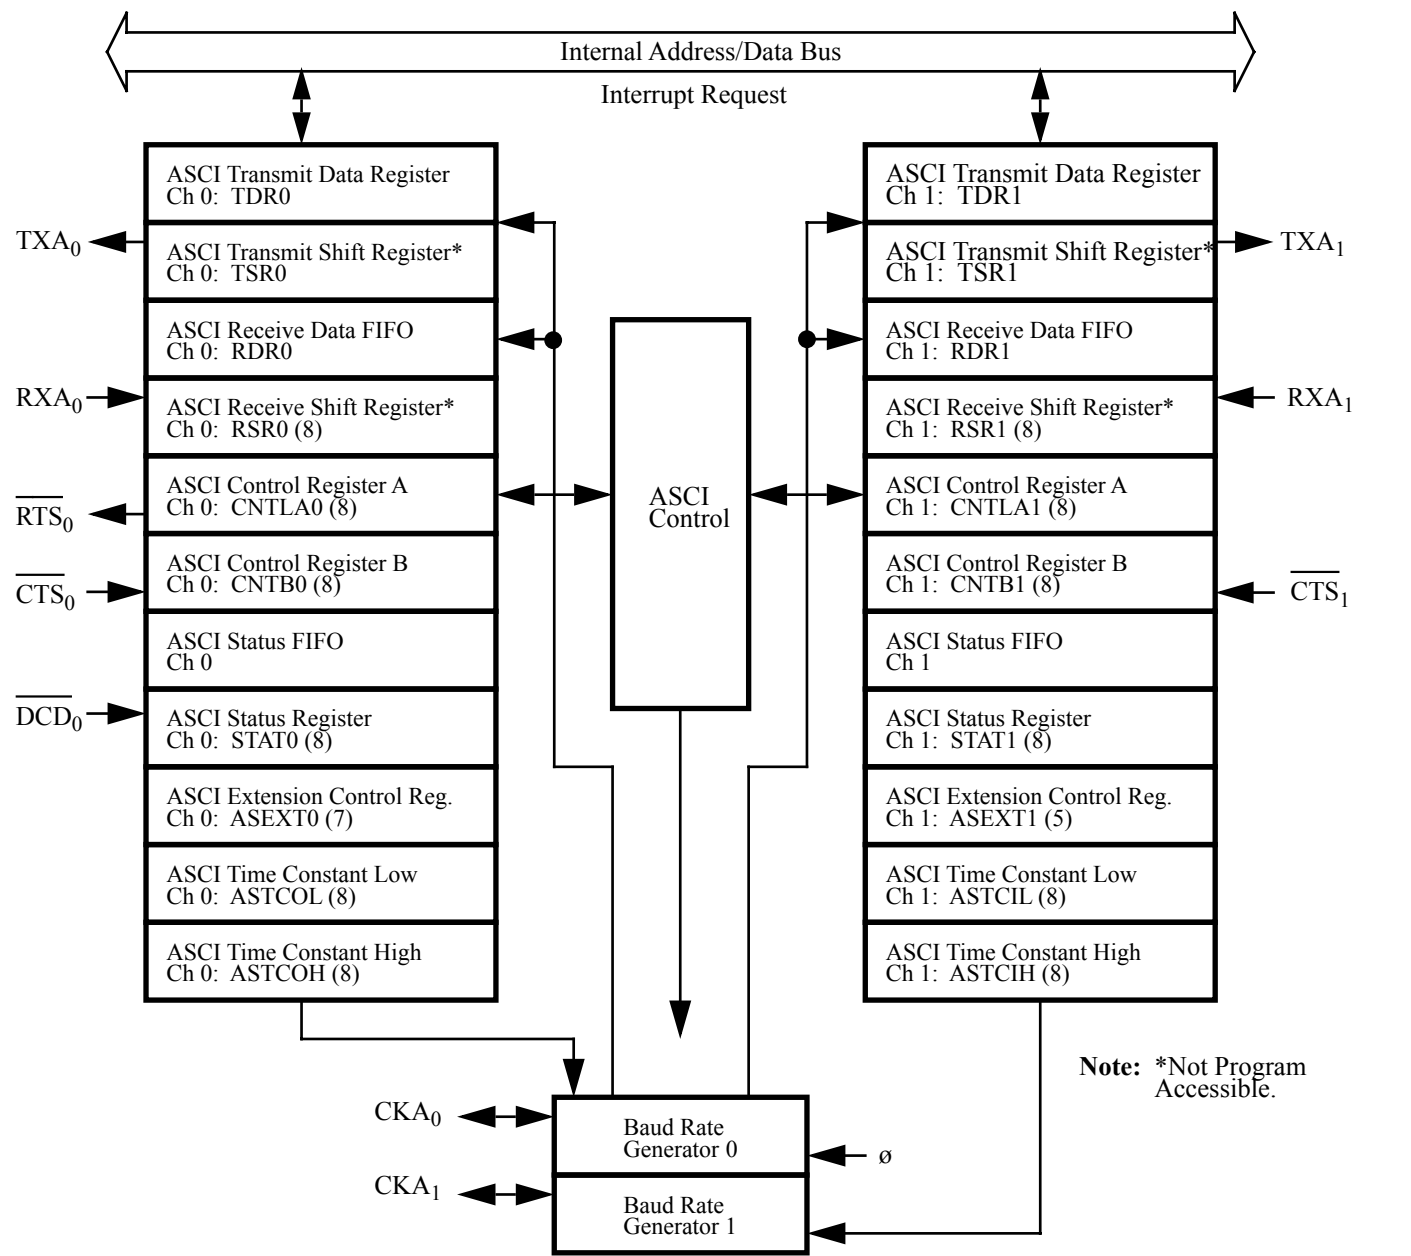 Internal Address/Data Bus
Interrupt Request
ASCI Transmit Data Register
Ch 0: TDR0
ASCI Transmit Shift Register*
Ch 0: TSR0
ASCI Receive Data FIFO
Ch 0: RDR0
ASCI Receive Shift Register*
Ch 0: RSR0 (8)
ASCI Control Register A
Ch 0: CNTLA0 (8)
ASCI Control Register B
Ch 0: CNTB0 (8)
ASCI Status FIFO
Ch 0
ASCI Status Register
Ch 0: STAT0 (8)
ASCI Extension Control Reg.
Ch 0: ASEXT0 (7)
ASCI Time Constant Low
Ch 0: ASTCOL (8)
ASCI Time Constant High
Ch 0: ASTCOH (8)
TXA0
RXA0
RTS0
CTS0
DCD0
ASCI
Control
ASCI Transmit Data Register
Ch 1: TDR1
ASCI Transmit Shift Register*
Ch 1: TSR1
ASCI Receive Data FIFO
Ch 1: RDR1
ASCI Receive Shift Register*
Ch 1: RSR1 (8)
ASCI Control Register A
Ch 1: CNTLA1 (8)
ASCI Control Register B
Ch 1: CNTB1 (8)
ASCI Status FIFO
Ch 1
ASCI Status Register
Ch 1: STAT1 (8)
ASCI Extension Control Reg.
Ch 1: ASEXT1 (5)
ASCI Time Constant Low
Ch 1: ASTCIL (8)
ASCI Time Constant High
Ch 1: ASTCIH (8)
TXA1
RXA1
CTS1
Note: *Not Program
Accessible.
CKA0
CKA1
Baud Rate
Generator 0
Baud Rate
Generator 1
ø